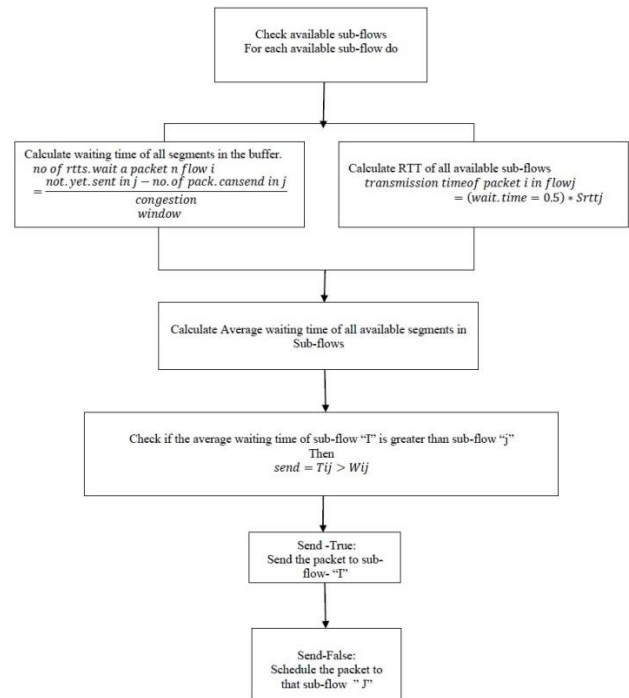 Check available sub-flows
For each available sub-flow do
Calculate waiting time of all segments in the buffer.
no of rtts.wait a packet n flow i
= not.yet.sent in j − no.of pack.cansend in j
congestion
window
Calculate RTT of all available sub-flows
transmission timeof packet i in flowj
= (wait.time = 0.5) ∗ Srttj
Calculate Average waiting time of all available segments in
Sub-flows
Check if the average waiting time of sub-flow “I” is greater than sub-flow “j”
Then
send = Tij > Wij
Send -True:
Send the packet to sub-
flow- “I”
Send-False:
Schedule the packet to
that sub-flow ” J”